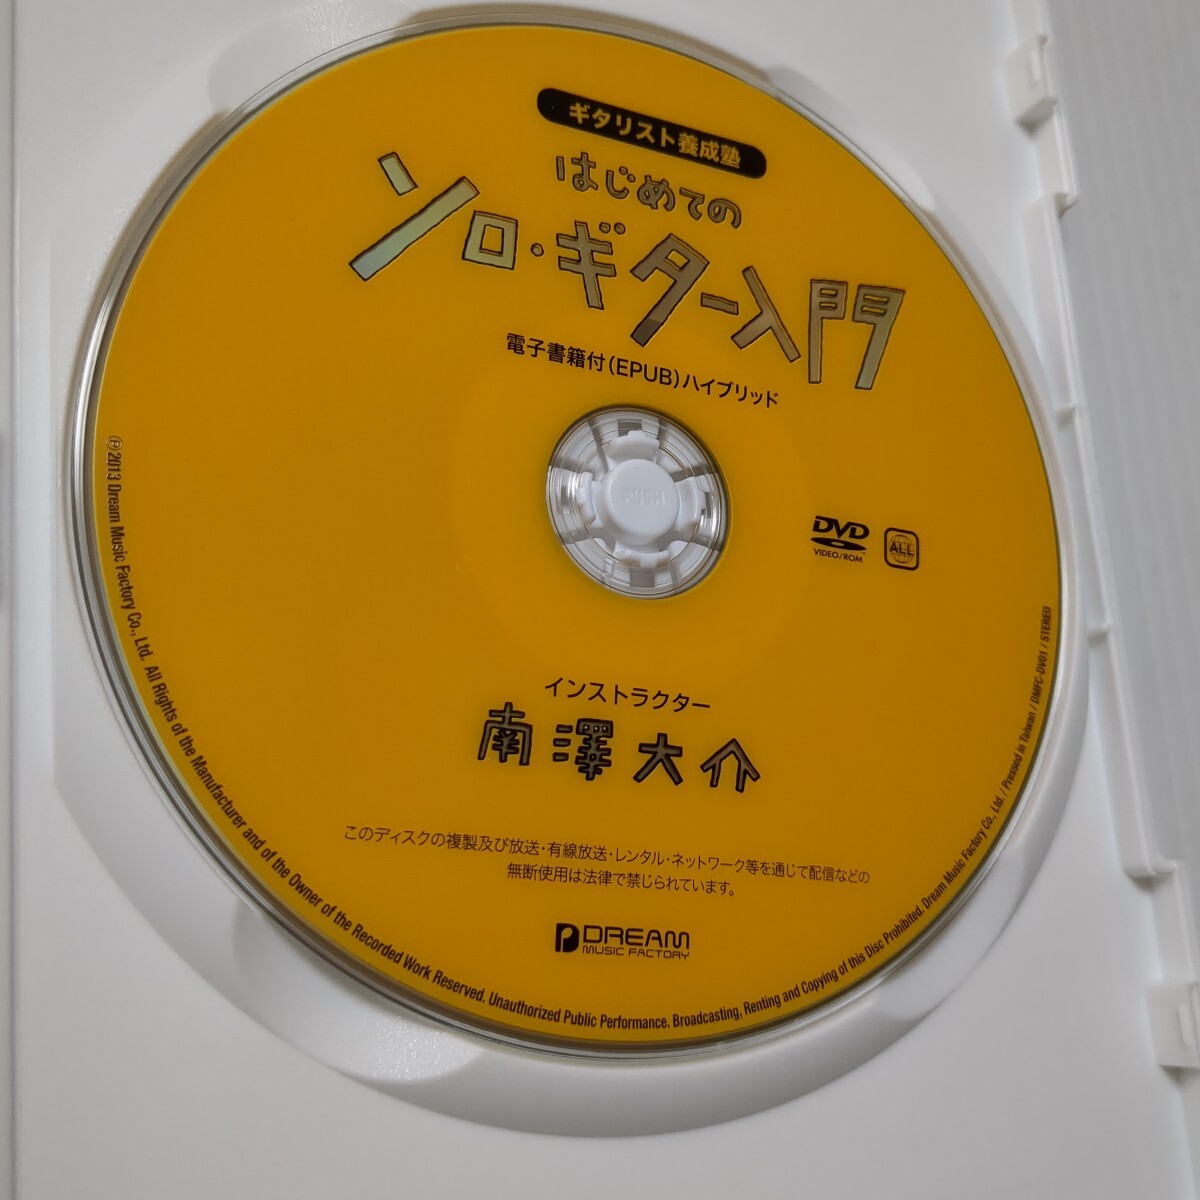 ギタリスト養成塾
はじめての
ソロ・ギター入門
電子書籍付(EPUB)ハイブリッド
PUSH
DVD
VIDEO/ROM
ALL
インストラクター
南澤大介
このディスクの複製及び放送・有線放送・レンタル・ネットワーク等を通じて配信などの
無断使用は法律で禁じられています。
DREAM
MUSIC FACTORY
Ⓟ2013 Dream Music Factory Co., Ltd. All Rights of the Manufacturer and of the Owner of the Recorded Work Reserved. Unauthorized Public Performance. Broadcasting, Renting and Copying of this Disc Prohibited. Dream Music Factory Co., Ltd. / Pressed in Taiwan / DMFC-DV01 / STEREO